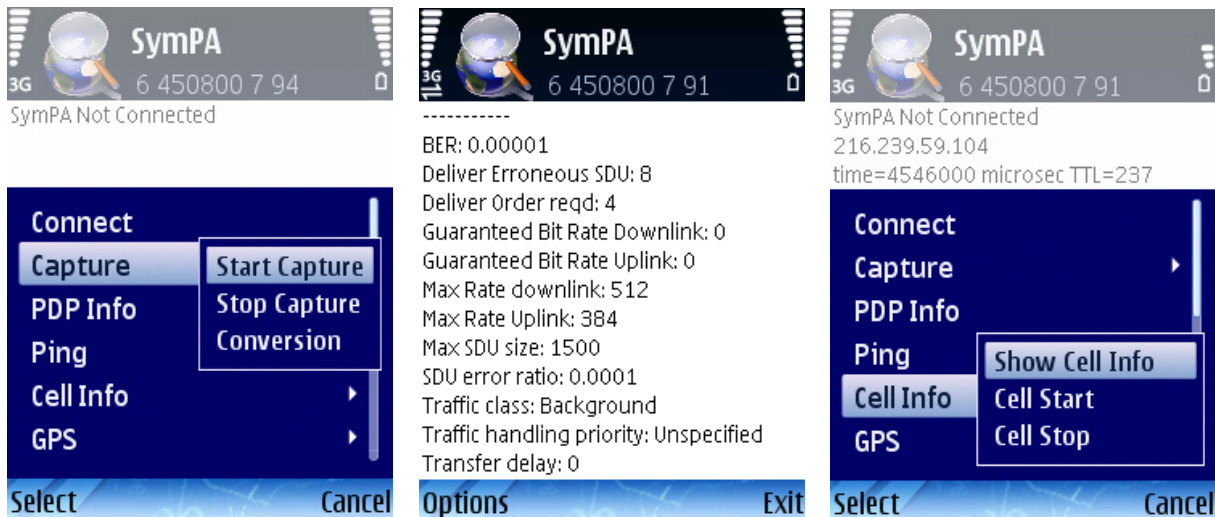 SymPA
3G
6 450800 7 94
SymPA Not Connected
Connect
Capture
Start Capture
PDP Info
Stop Capture
Ping
Conversion
Cell Info
GPS
Select Cancel
SymPA
3G
6 450800 7 91
-----------
BER: 0.00001
Deliver Erroneous SDU: 8
Deliver Order reqd: 4
Guaranteed Bit Rate Downlink: 0
Guaranteed Bit Rate Uplink: 0
Max Rate downlink: 512
Max Rate Uplink: 384
Max SDU size: 1500
SDU error ratio: 0.0001
Traffic class: Background
Traffic handling priority: Unspecified
Transfer delay: 0
Options Exit
SymPA
3G
6 450800 7 91
SymPA Not Connected
216.239.59.104
time=4546000 microsec TTL=237
Connect
Capture
PDP Info
Ping
Show Cell Info
Cell Info
Cell Start
GPS
Cell Stop
Select Cancel